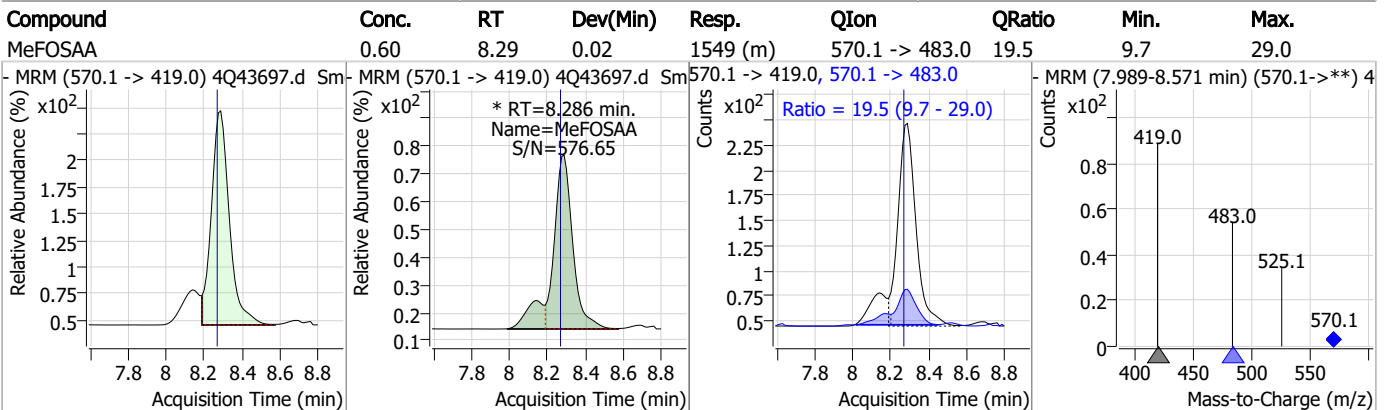 Compound Conc. RT Dev(Min) Resp. QIon QRatio Min. Max.
MeFOSAA 0.60 8.29 0.02 1549 (m) 570.1 -> 483.0 19.5 9.7 29.0
- MRM (570.1 -> 419.0) 4Q43697.d Sm
x10²
Relative Abundance (%)
2
1.75
1.5
1.25
1
0.75
0.5
7.8 8 8.2 8.4 8.6 8.8
Acquisition Time (min)
- MRM (570.1 -> 419.0) 4Q43697.d Sm
x10²
* RT=8.286 min.
Name=MeFOSAA
S/N=576.65
Relative Abundance (%)
0.8
0.7
0.6
0.5
0.4
0.3
0.2
0.1
7.8 8 8.2 8.4 8.6 8.8
Acquisition Time (min)
570.1 -> 419.0, 570.1 -> 483.0
x10²
Ratio = 19.5 (9.7 - 29.0)
Counts
2.25
2
1.75
1.5
1.25
1
0.75
0.5
7.8 8 8.2 8.4 8.6 8.8
Acquisition Time (min)
- MRM (7.989-8.571 min) (570.1->**) 4
x10²
Counts
0.8
0.6
0.4
0.2
0
419.0
483.0
525.1
570.1
400 450 500 550
Mass-to-Charge (m/z)